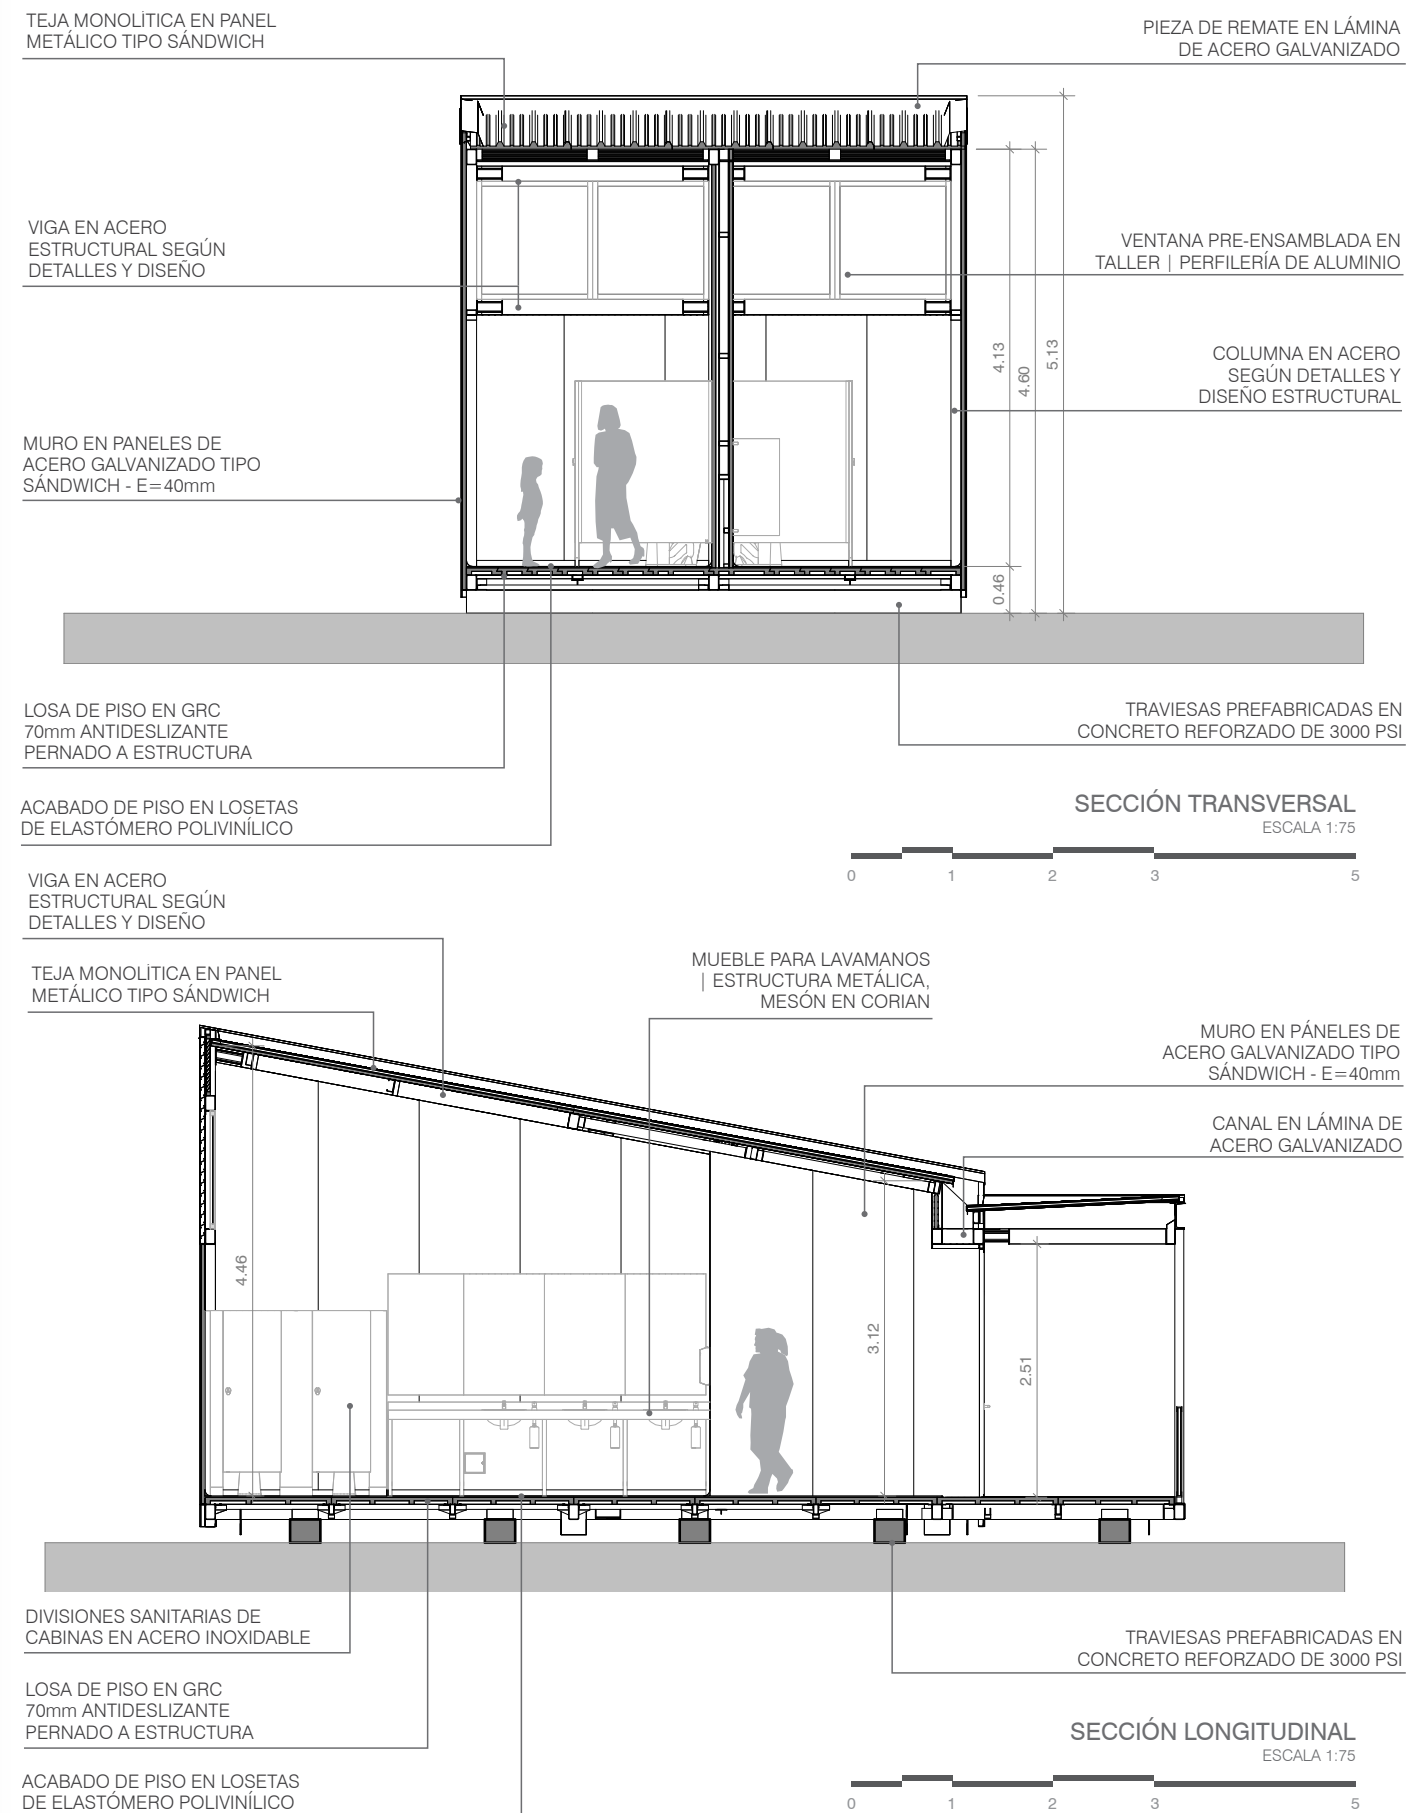 TEJA MONOLÍTICA EN PANEL
METÁLICO TIPO SÁNDWICH
PIEZA DE REMATE EN LÁMINA
DE ACERO GALVANIZADO
VIGA EN ACERO
ESTRUCTURAL SEGÚN
DETALLES Y DISEÑO
VENTANA PRE-ENSAMBLADA EN
TALLER | PERFILERÍA DE ALUMINIO
4.13
4.60
5.13
COLUMNA EN ACERO
SEGÚN DETALLES Y
DISEÑO ESTRUCTURAL
MURO EN PANELES DE
ACERO GALVANIZADO TIPO
SÁNDWICH - E=40mm
0.46
LOSA DE PISO EN GRC
70mm ANTIDESLIZANTE
PERNADO A ESTRUCTURA
TRAVIESAS PREFABRICADAS EN
CONCRETO REFORZADO DE 3000 PSI
ACABADO DE PISO EN LOSETAS
DE ELASTÓMERO POLIVINÍLICO
SECCIÓN TRANSVERSAL
ESCALA 1:75
0 1 2 3 5
VIGA EN ACERO
ESTRUCTURAL SEGÚN
DETALLES Y DISEÑO
TEJA MONOLÍTICA EN PANEL
METÁLICO TIPO SÁNDWICH
MUEBLE PARA LAVAMANOS
| ESTRUCTURA METÁLICA,
MESÓN EN CORIAN
MURO EN PÁNELES DE
ACERO GALVANIZADO TIPO
SÁNDWICH - E=40mm
CANAL EN LÁMINA DE
ACERO GALVANIZADO
4.46
3.12
2.51
DIVISIONES SANITARIAS DE
CABINAS EN ACERO INOXIDABLE
TRAVIESAS PREFABRICADAS EN
CONCRETO REFORZADO DE 3000 PSI
LOSA DE PISO EN GRC
70mm ANTIDESLIZANTE
PERNADO A ESTRUCTURA
SECCIÓN LONGITUDINAL
ESCALA 1:75
ACABADO DE PISO EN LOSETAS
DE ELASTÓMERO POLIVINÍLICO
0 1 2 3 5